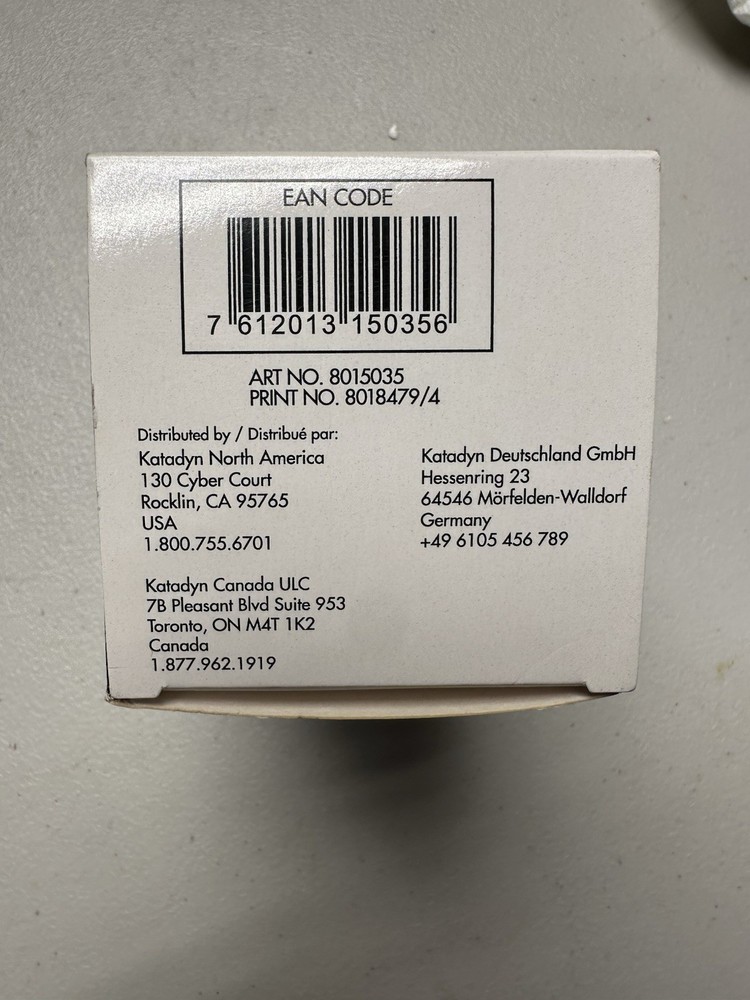 EAN CODE
7 612013 150356
ART NO. 8015035
PRINT NO. 8018479/4
Distributed by / Distribué par:
Katadyn North America
130 Cyber Court
Rocklin, CA 95765
USA
1.800.755.6701
Katadyn Canada ULC
7B Pleasant Blvd Suite 953
Toronto, ON M4T 1K2
Canada
1.877.962.1919
Katadyn Deutschland GmbH
Hessenring 23
64546 Mörfelden-Walldorf
Germany
+49 6105 456 789